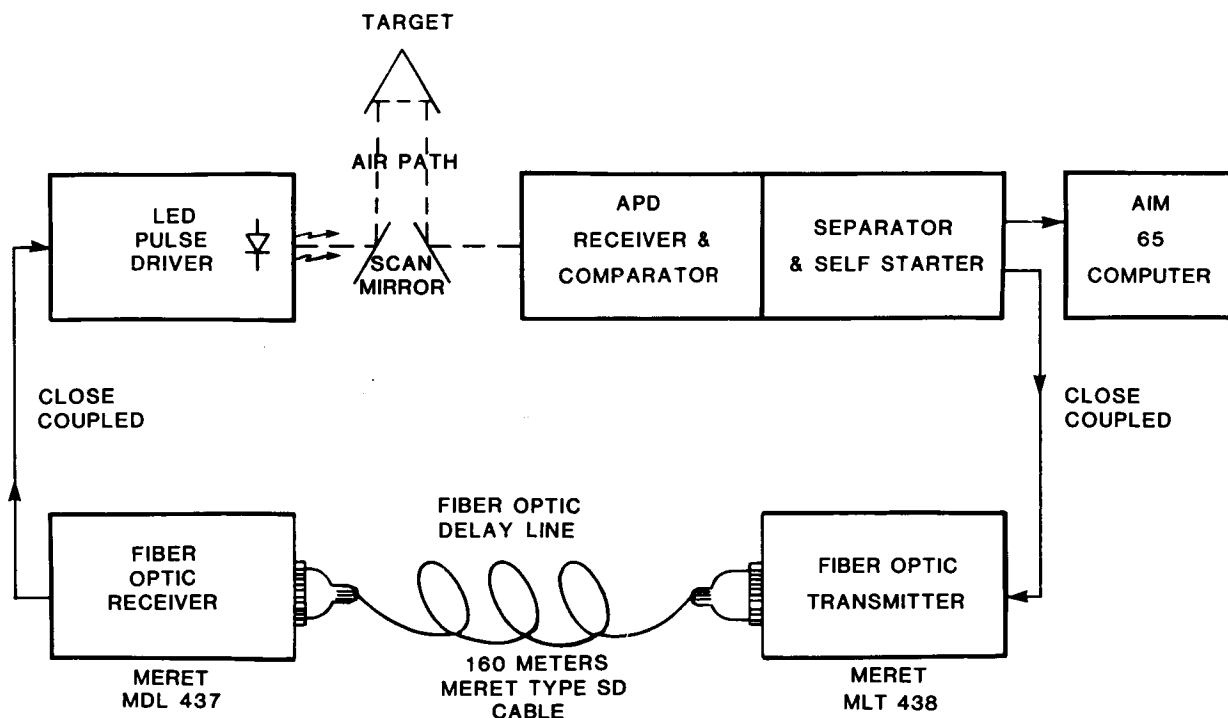 TARGET
AIR PATH
LED
PULSE
DRIVER
SCAN
MIRROR
APD
RECEIVER &
COMPARATOR
SEPARATOR
& SELF STARTER
AIM
65
COMPUTER
CLOSE
COUPLED
CLOSE
COUPLED
FIBER OPTIC
DELAY LINE
FIBER
OPTIC
RECEIVER
FIBER OPTIC
TRANSMITTER
MERET
MDL 437
160 METERS
MERET TYPE SD
CABLE
MERET
MLT 438